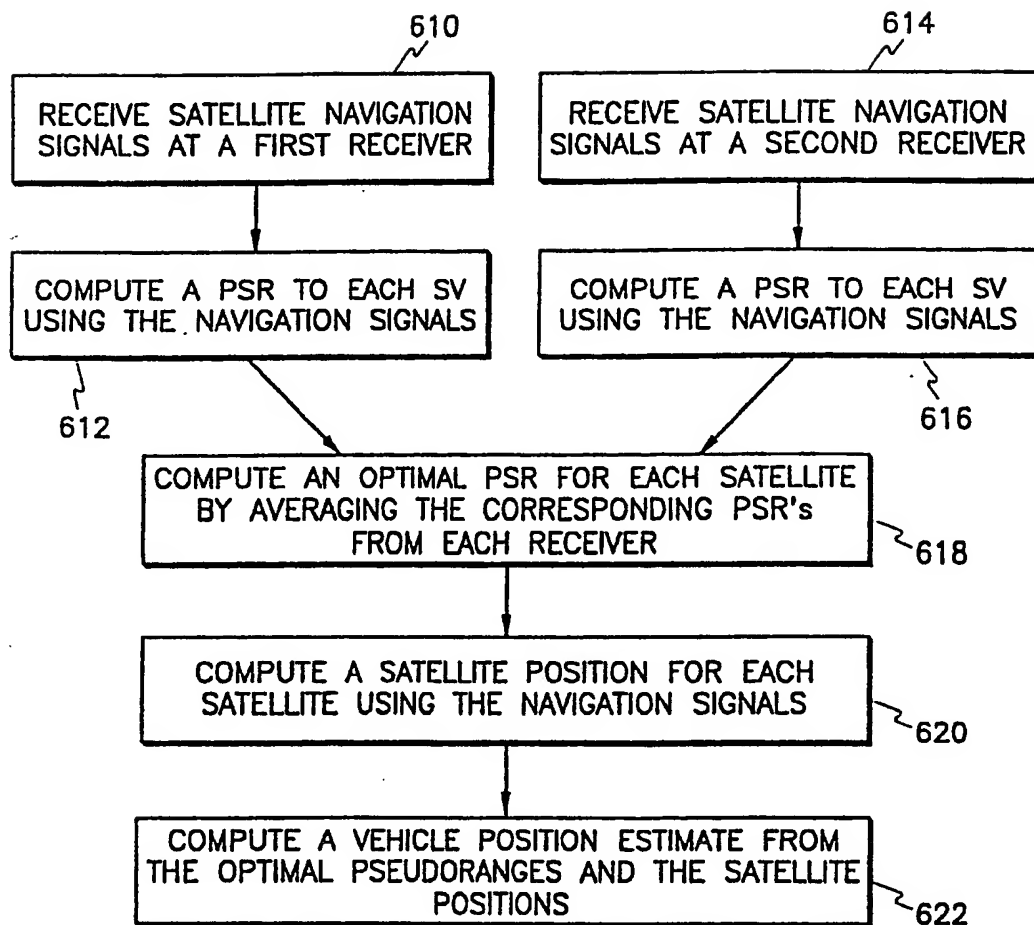 610
614
RECEIVE SATELLITE NAVIGATION
SIGNALS AT A FIRST RECEIVER
RECEIVE SATELLITE NAVIGATION
SIGNALS AT A SECOND RECEIVER
COMPUTE A PSR TO EACH SV
USING THE NAVIGATION SIGNALS
COMPUTE A PSR TO EACH SV
USING THE NAVIGATION SIGNALS
612
616
COMPUTE AN OPTIMAL PSR FOR EACH SATELLITE
BY AVERAGING THE CORRESPONDING PSR's
FROM EACH RECEIVER
618
COMPUTE A SATELLITE POSITION FOR EACH
SATELLITE USING THE NAVIGATION SIGNALS
620
COMPUTE A VEHICLE POSITION ESTIMATE FROM
THE OPTIMAL PSEUDORANGES AND THE SATELLITE
POSITIONS
622